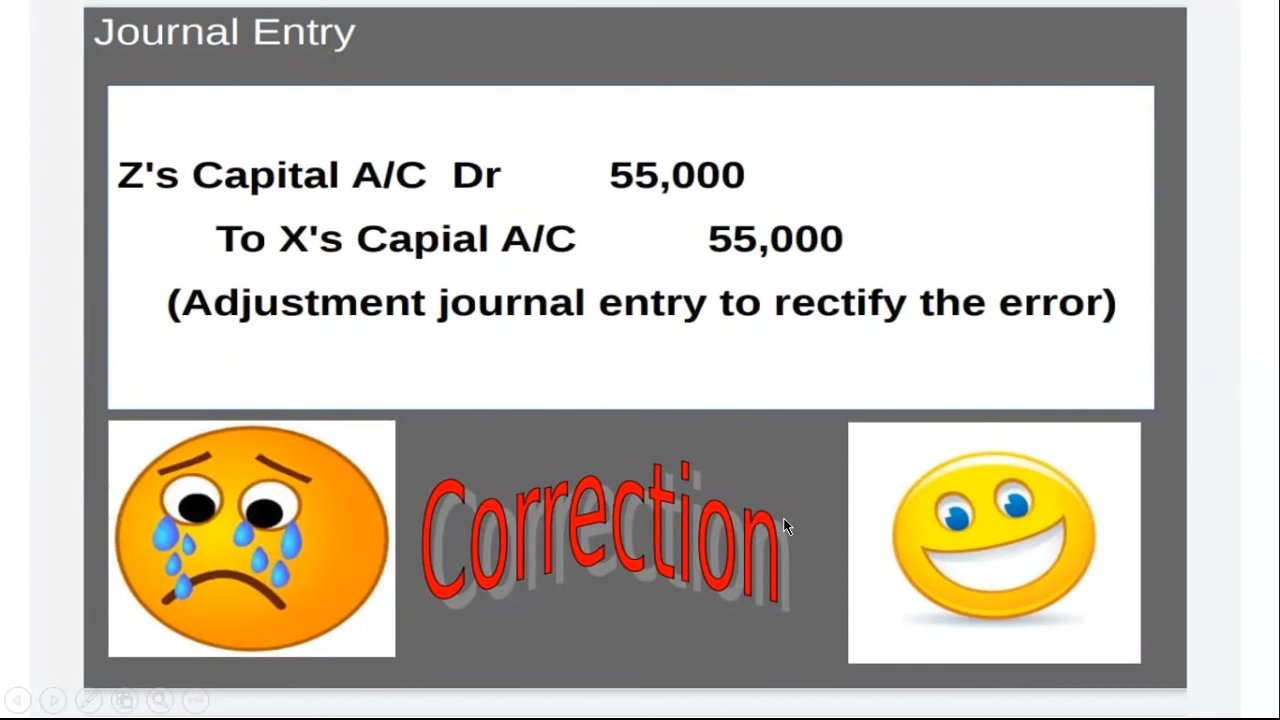 Journal Entry
Z's Capital A/C  Dr  55,000
To X's Capial A/C  55,000
(Adjustment journal entry to rectify the error)
Correction